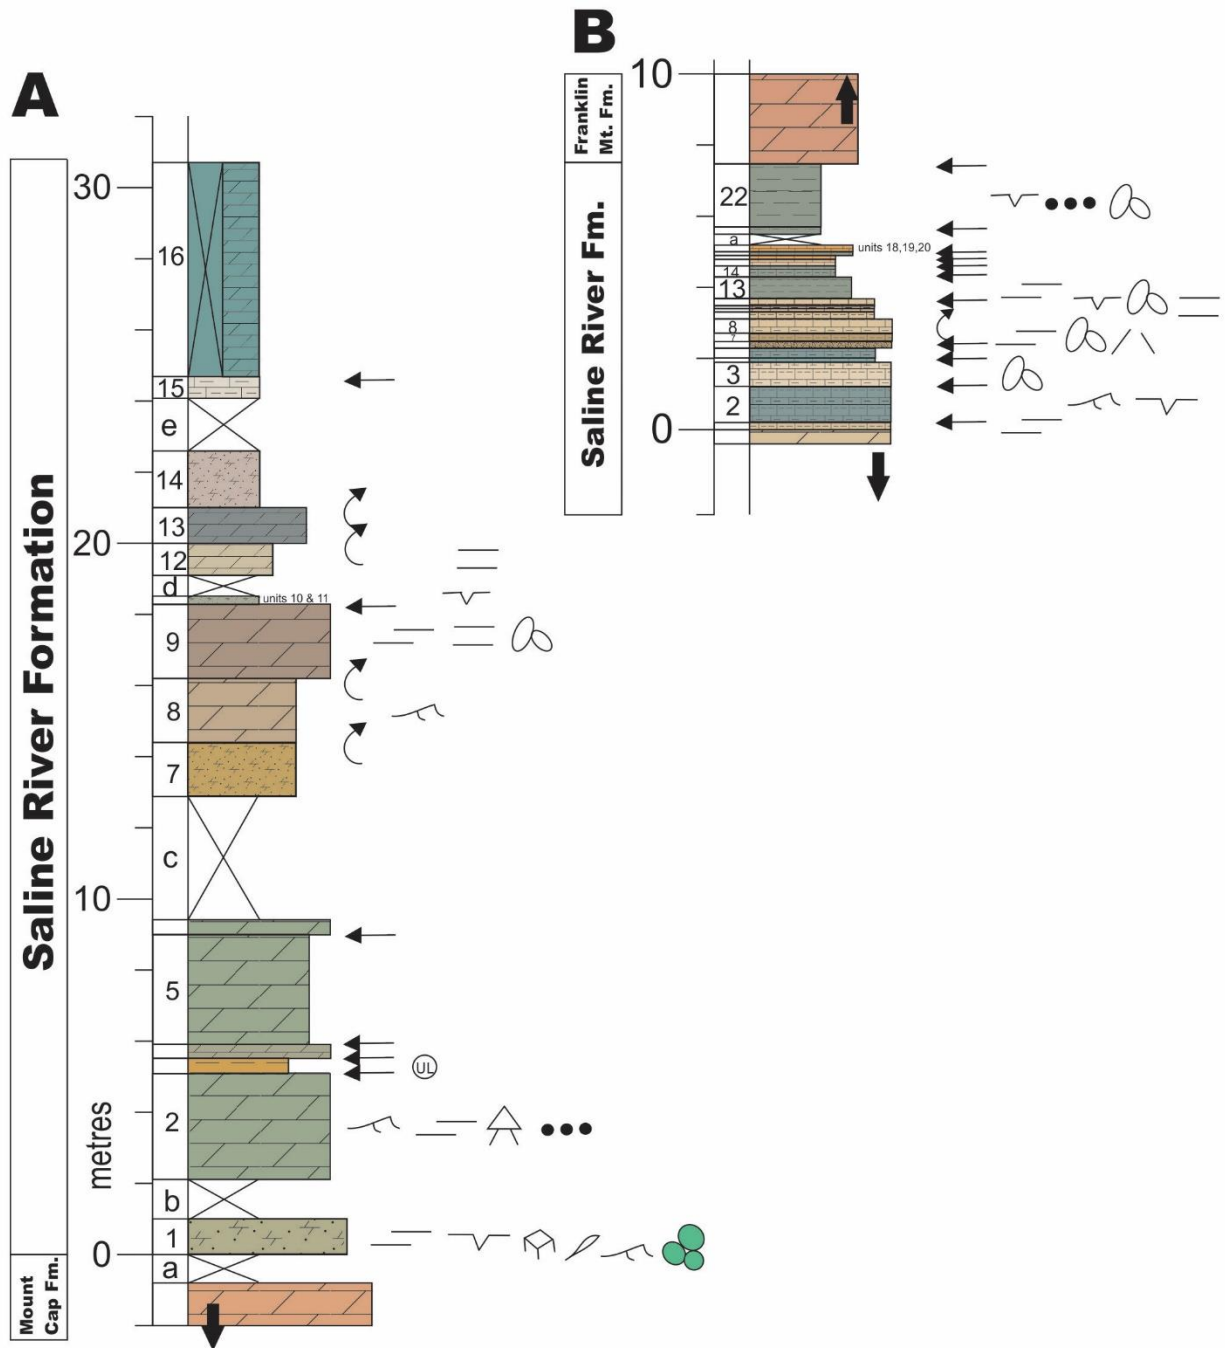 A
Saline River Formation
Mount
Cap Fm.
metres
30
20
10
0
16
15
e
14
13
12
d
units 10 & 11
9
8
7
c
5
UL
2
b
1
a
B
Franklin
Mt. Fm.
Saline River Fm.
10
0
22
a
units 18,19,20
14
13
8
7
3
2